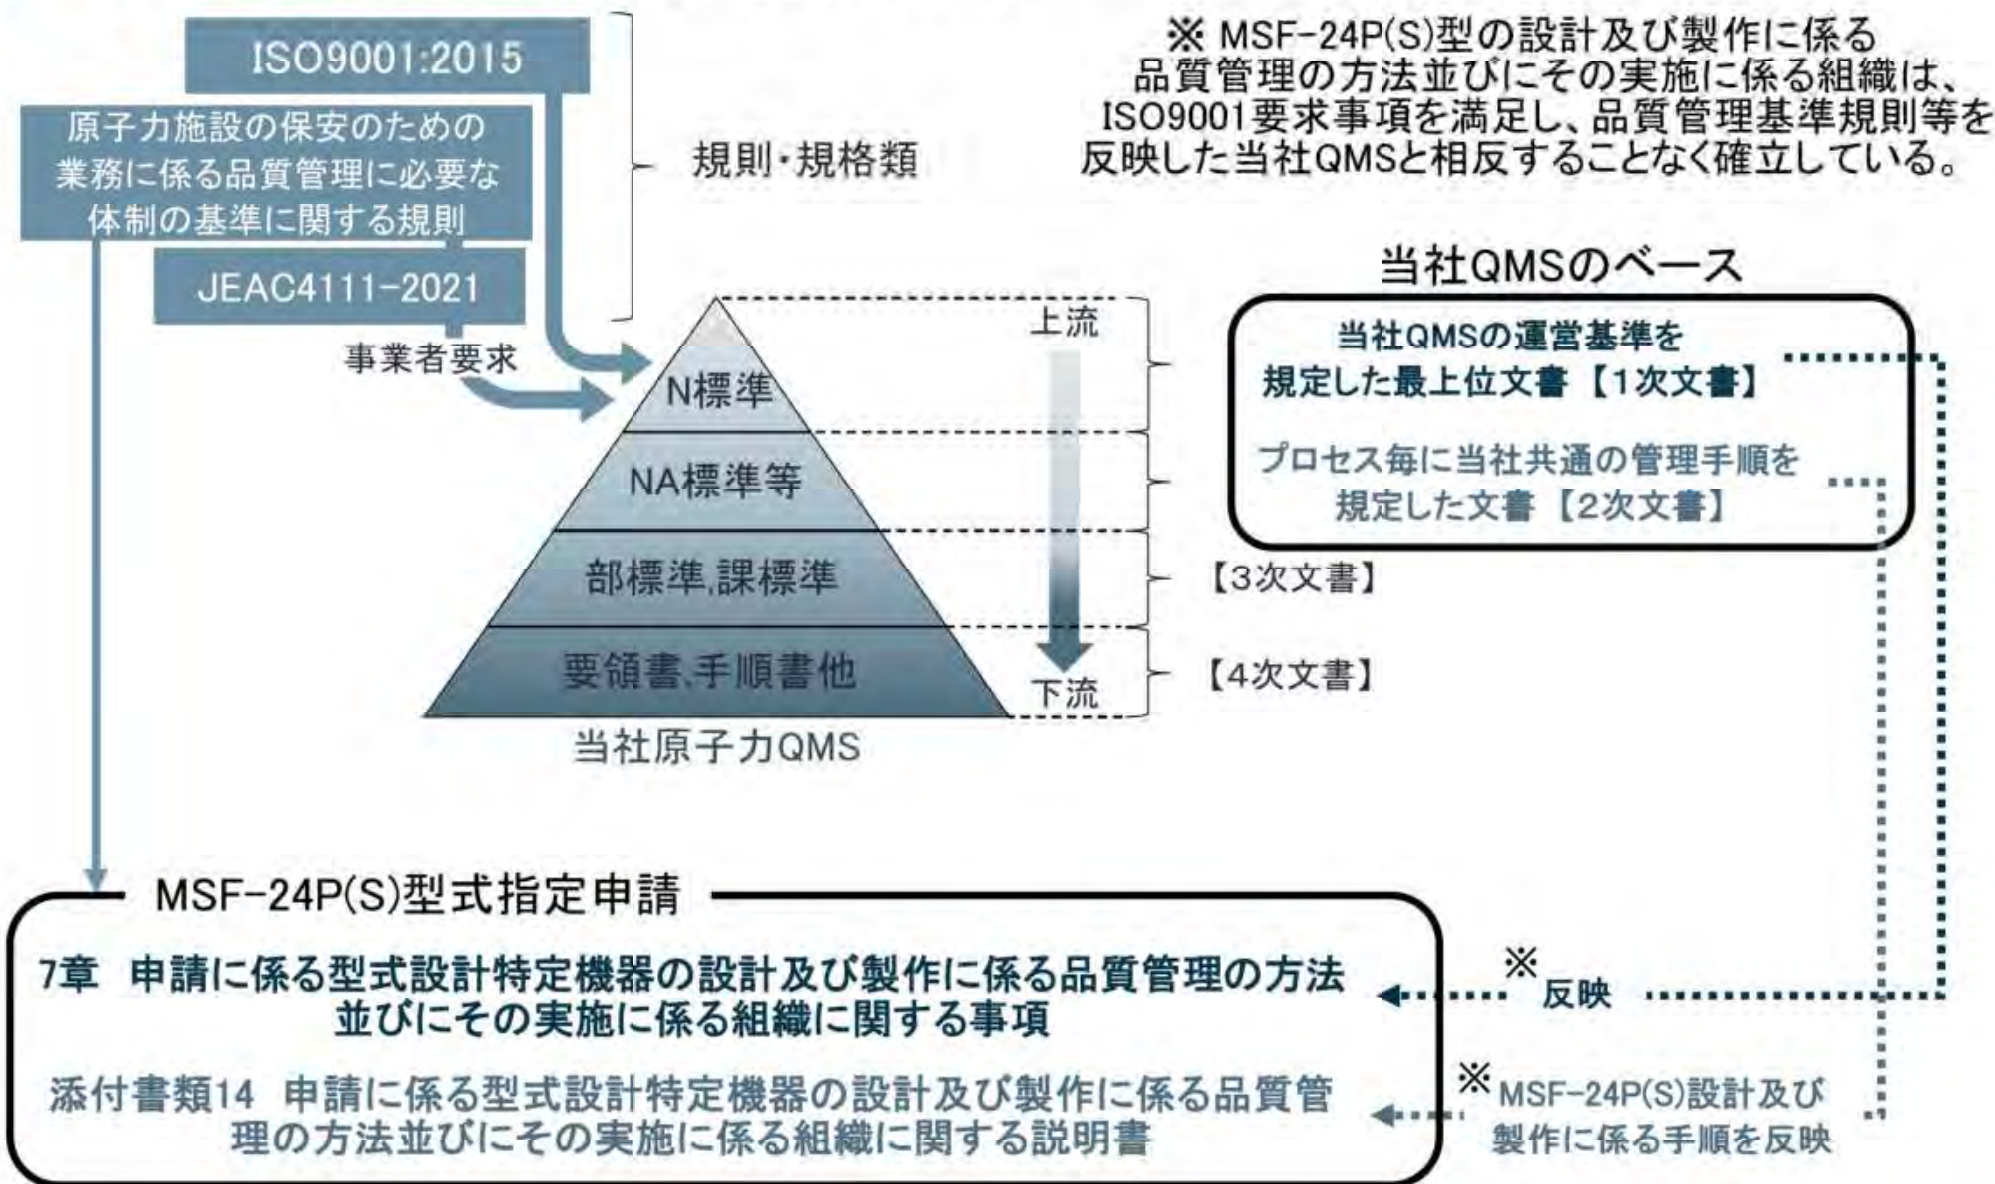 ISO9001:2015
原子力施設の保安のための
業務に係る品質管理に必要な
体制の基準に関する規則
JEAC4111-2021
事業者要求
規則・規格類
※ MSF-24P(S)型の設計及び製作に係る
品質管理の方法並びにその実施に係る組織は、
ISO9001要求事項を満足し、品質管理基準規則等を
反映した当社QMSと相反することなく確立している。
N標準
NA標準等
部標準,課標準
要領書,手順書他
当社原子力QMS
上流
下流
当社QMSのベース
当社QMSの運営基準を
規定した最上位文書【1次文書】
プロセス毎に当社共通の管理手順を
規定した文書【2次文書】
【3次文書】
【4次文書】
MSF-24P(S)型式指定申請
7章 申請に係る型式設計特定機器の設計及び製作に係る品質管理の方法
並びにその実施に係る組織に関する事項
添付書類14 申請に係る型式設計特定機器の設計及び製作に係る品質管
理の方法並びにその実施に係る組織に関する説明書
※
反映
※
MSF-24P(S)設計及び
製作に係る手順を反映